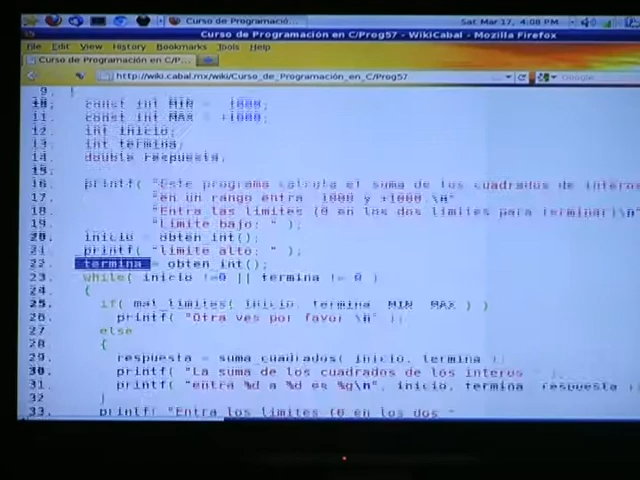 Curso de Programació...
Sat Mar 17, 4:08 PM
Curso de Programación en C/Prog57 - WikiCabal - Mozilla Firefox
File Edit View History Bookmarks Tools Help
Curso de Programación en C/P...
http://wiki.cabal.mx/wiki/Curso_de_Programación_en_C/Prog57
Google
9. {
10. const int MIN = -1000;
11. const int MAX = +1000;
12. int inicio;
13. int termina;
14. double respuesta;
15.
16. printf( "Este programa calcula el suma de los cuadrados de interos
17. "en un rango entra -1000 y +1000.\n"
18. "Entra las limites (0 en los dos limites para terminar)\n"
19. "limite bajo: " );
20. inicio = obten_int();
21. printf( "limite alto: " );
22. termina = obten_int();
23. while( inicio !=0 || termina != 0 )
24. {
25. if( mal_limites( inicio, termina, MIN, MAX ) )
26. printf( "Otra ves por favor.\n" );
27. else
28. {
29. respuesta = suma_cuadrados( inicio, termina );
30. printf( "La suma de los cuadrados de los interos "
31. printf( "entra %d a %d es %g\n", inicio, termina, respuesta );
32. }
33. printf( "Entra los limites (0 en los dos "